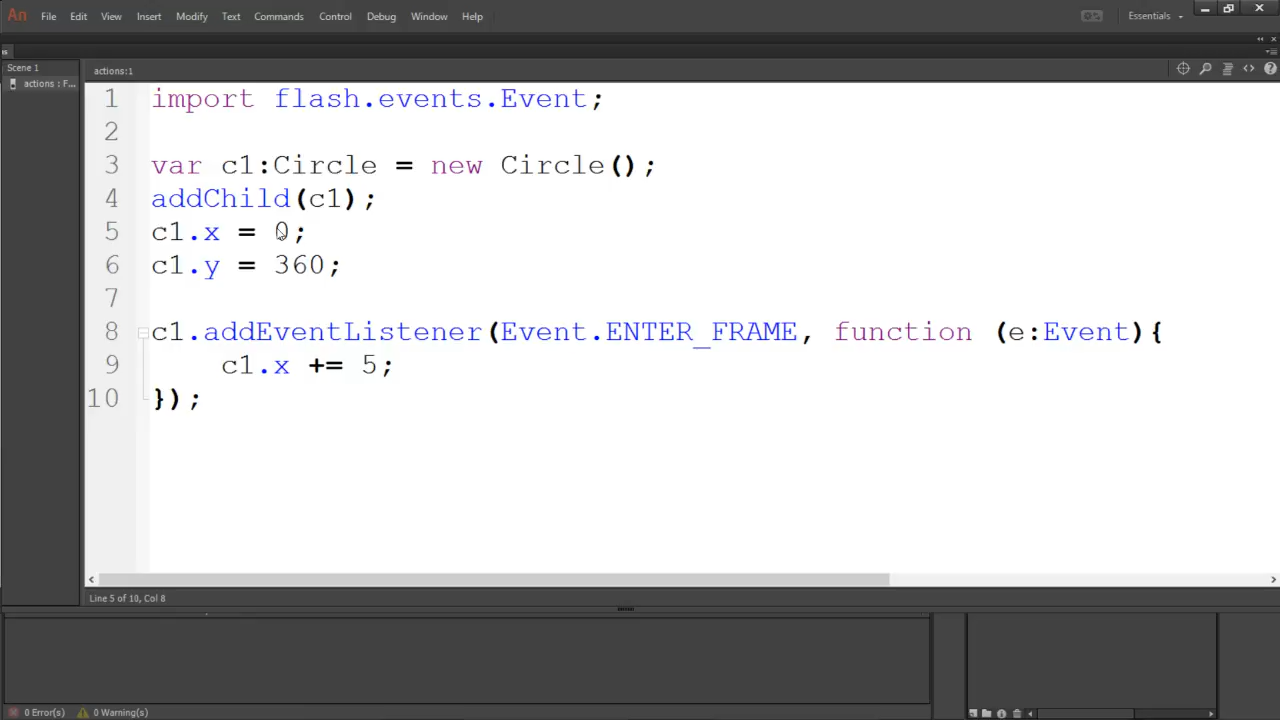 An File Edit View Insert Modify Text Commands Control Debug Window Help Essentials
Scene 1
actions : F...
actions:1
1 import flash.events.Event;
2
3 var c1:Circle = new Circle();
4 addChild(c1);
5 c1.x = 0;
6 c1.y = 360;
7
8 c1.addEventListener(Event.ENTER_FRAME, function (e:Event){
9 c1.x += 5;
10 });
Line 5 of 10, Col 8
0 Error(s) 0 Warning(s)